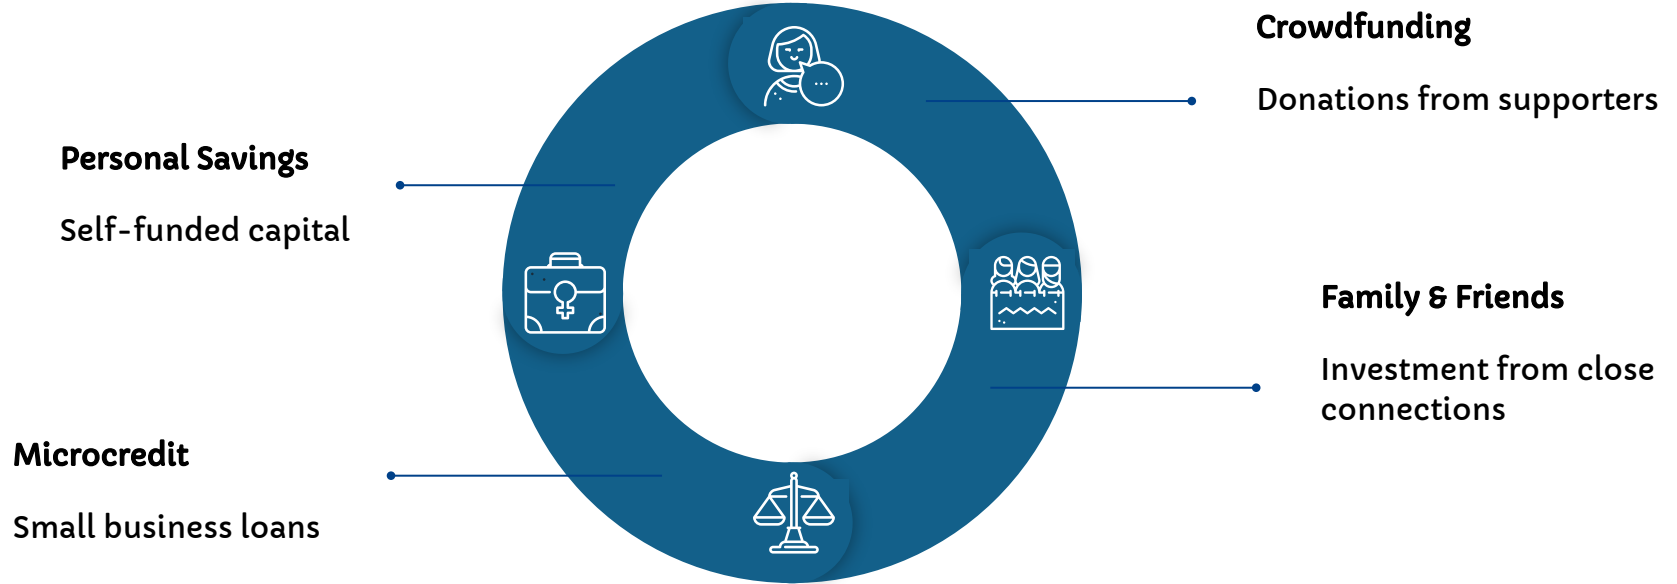 Crowdfunding
Donations from supporters
Personal Savings
Self-funded capital
Family & Friends
Investment from close
connections
Microcredit
Small business loans